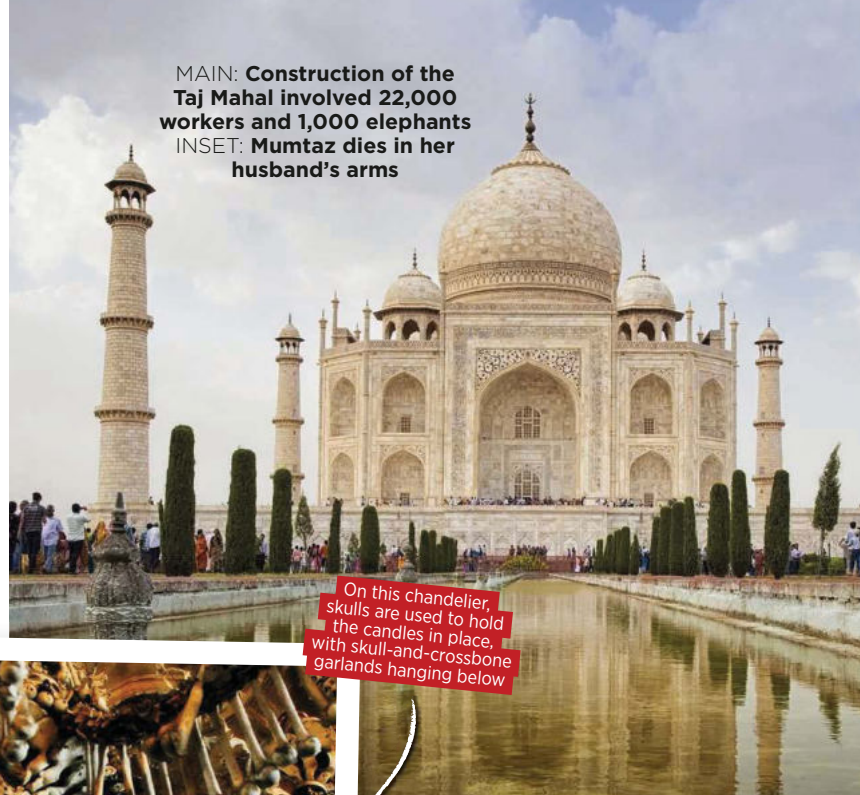 MAIN: Construction of the
Taj Mahal involved 22,000
workers and 1,000 elephants
INSET: Mumtaz dies in her
husband's arms
On this chandelier,
skulls are used to hold
the candles in place,
with skull-and-crossbone
garlands hanging below